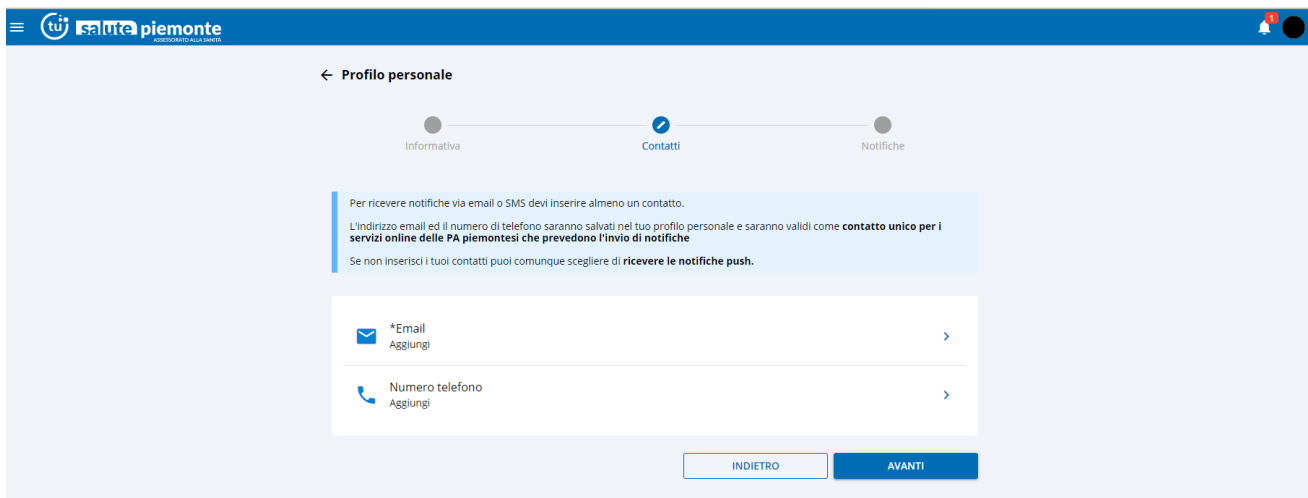 tu salute piemonte
ASSESSORATO ALLA SANITÀ
1
Profilo personale
Informativa
Contatti
Notifiche
Per ricevere notifiche via email o SMS devi inserire almeno un contatto.
L'indirizzo email ed il numero di telefono saranno salvati nel tuo profilo personale e saranno validi come contatto unico per i
servizi online delle PA piemontesi che prevedono l'invio di notifiche
Se non inserisci i tuoi contatti puoi comunque scegliere di ricevere le notifiche push.
*Email
Aggiungi
Numero telefono
Aggiungi
INDIETRO
AVANTI